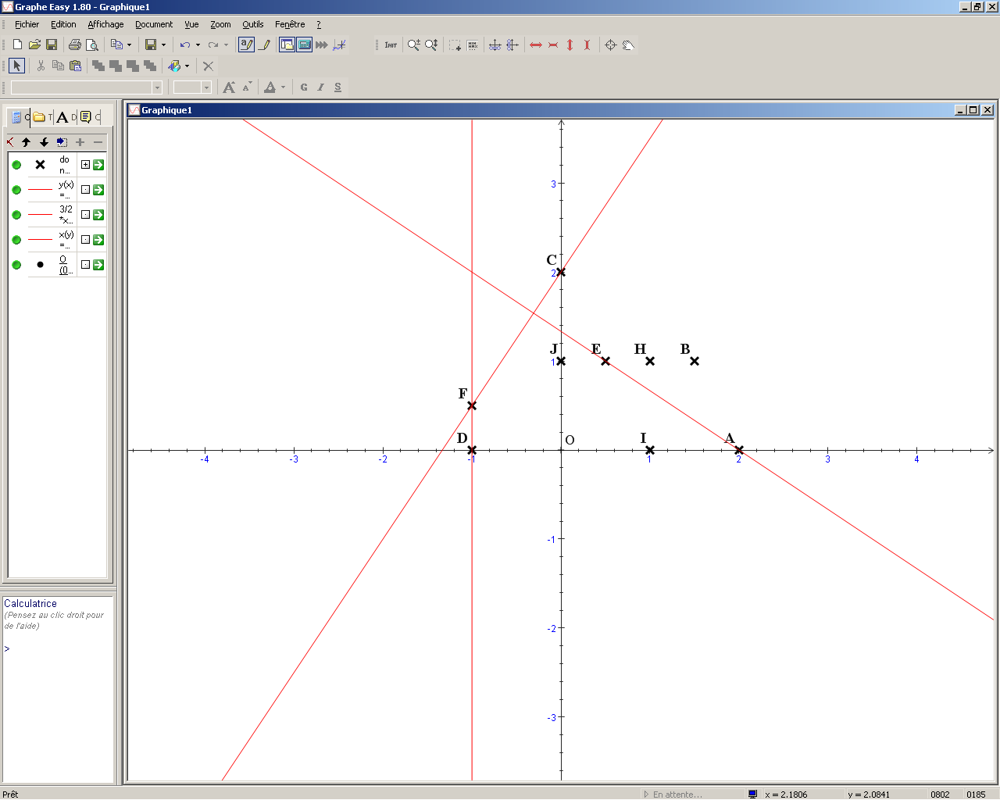 Graphe Easy 1.80 - Graphique1
Fichier Edition Affichage Document Vue Zoom Outils Fenêtre ?
INIT
MIN MAX
A A A G I S
C T A D C
Graphique1
do
n...
y(x)
=...
3/2
*x...
x(y)
=...
O
(0...
3
C
2
J E H B
1
F
D O I A
-4 -3 -2 -1 1 2 3 4
-1
-2
-3
Calculatrice
(Pensez au clic droit pour
de l'aide)
>
Prêt En attente... x = 2.1806 y = 2.0841 0802 0185